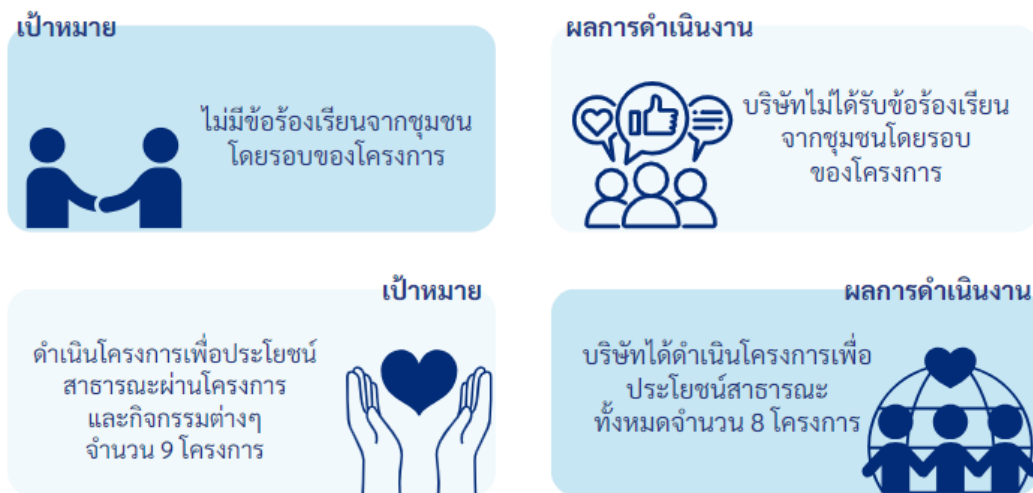 เป้าหมาย
ไม่มีข้อร้องเรียนจากชุมชน
โดยรอบของโครงการ
ผลการดำเนินงาน
บริษัทไม่ได้รับข้อร้องเรียน
จากชุมชนโดยรอบ
ของโครงการ
เป้าหมาย
ดำเนินโครงการเพื่อประโยชน์
สาธารณะผ่านโครงการ
และกิจกรรมต่างๆ
จำนวน 9 โครงการ
ผลการดำเนินงาน
บริษัทได้ดำเนินโครงการเพื่อ
ประโยชน์สาธารณะ
ทั้งหมดจำนวน 8 โครงการ